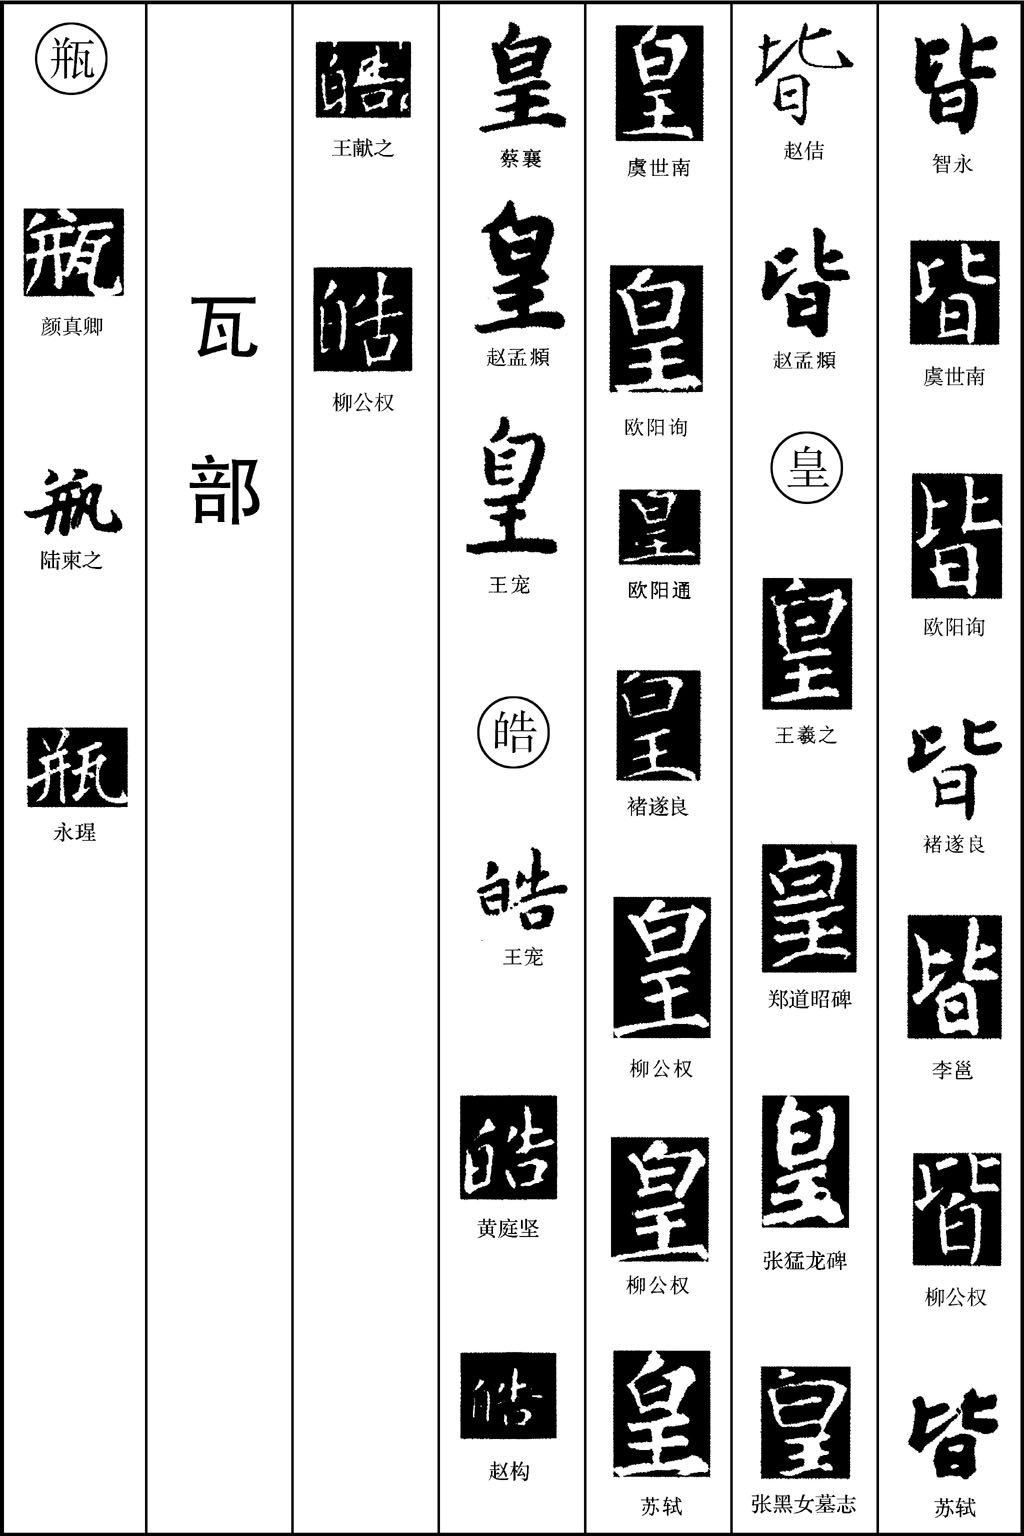 皆
智永
皆
虞世南
皆
欧阳询
皆
褚遂良
皆
李邕
皆
柳公权
皆
苏轼
皆
赵佶
皆
赵孟頫
皇
皇
王羲之
皇
郑道昭碑
皇
张猛龙碑
皇
张黑女墓志
皇
虞世南
皇
欧阳询
皇
欧阳通
皇
褚遂良
皇
柳公权
皇
柳公权
皇
苏轼
皇
蔡襄
皇
赵孟頫
皇
王宠
皓
皓
王宠
皓
黄庭坚
皓
赵构
皓
王献之
皓
柳公权
瓦
部
瓶
瓶
颜真卿
瓶
陆柬之
瓶
永瑆